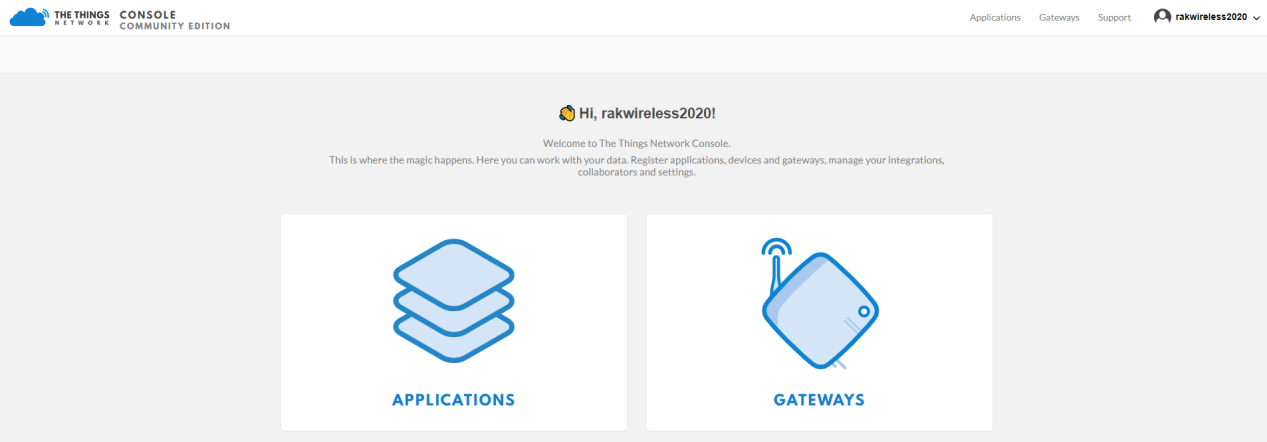 THE THINGS
NETWORK
CONSOLE
COMMUNITY EDITION
Applications
Gateways
Support
rakwireless2020
Hi, rakwireless2020!
Welcome to The Things Network Console.
This is where the magic happens. Here you can work with your data. Register applications, devices and gateways, manage your integrations,
collaborators and settings.
APPLICATIONS
GATEWAYS